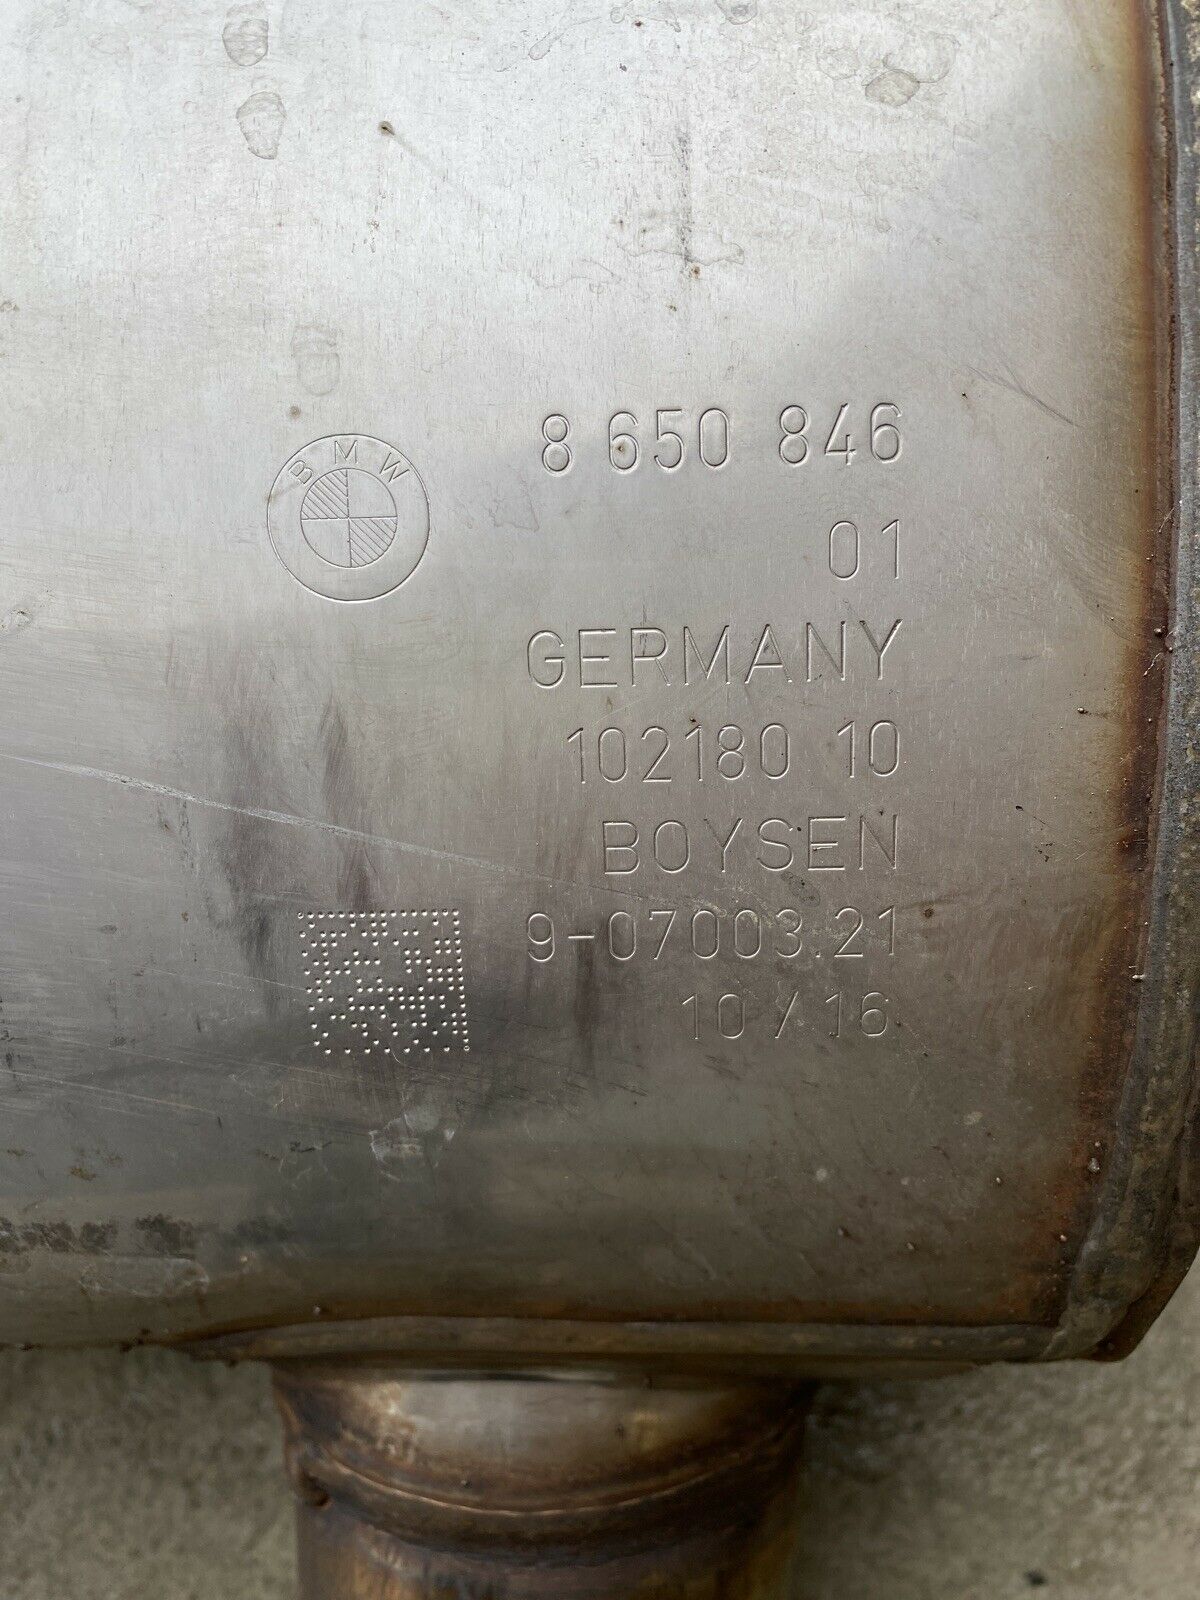 BMW
8 650 846
01
GERMANY
102180 10
BOYSEN
9-07003.21
10 / 16